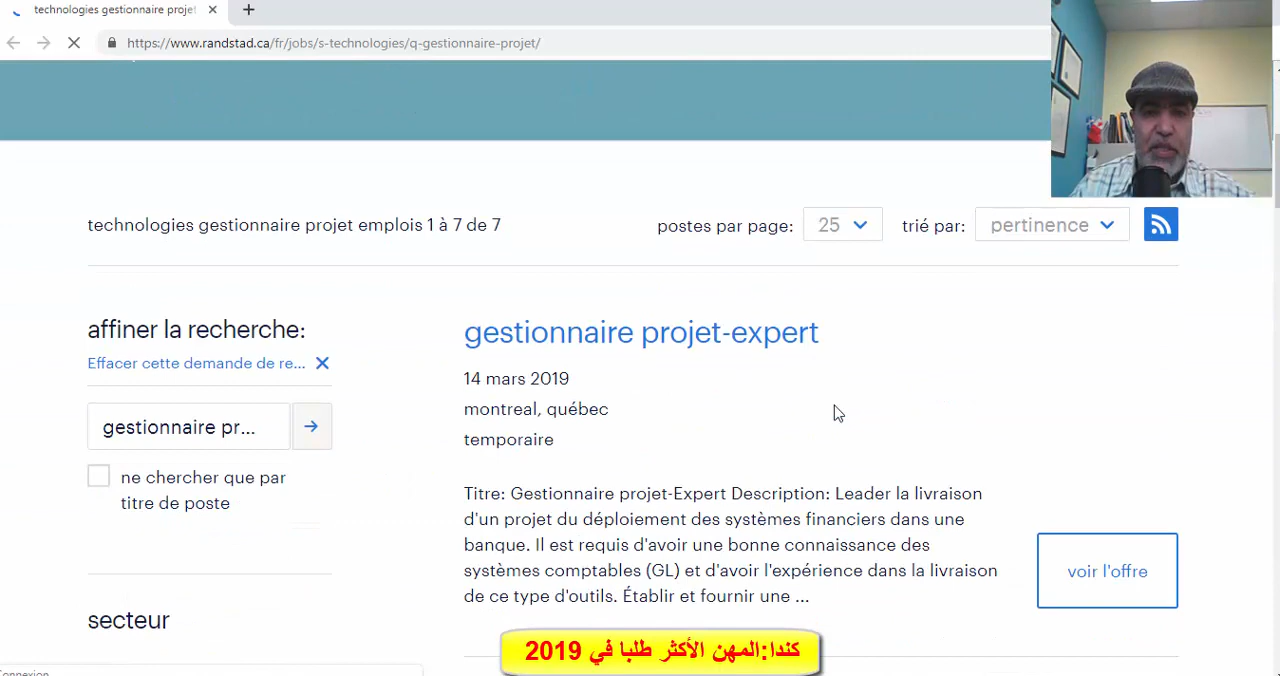 technologies gestionnaire proje
https://www.randstad.ca/fr/jobs/s-technologies/q-gestionnaire-projet/
technologies gestionnaire projet emplois 1 à 7 de 7
postes par page: 25
trié par: pertinence
affiner la recherche:
Effacer cette demande de re...
gestionnaire pr...
ne chercher que par
titre de poste
secteur
gestionnaire projet-expert
14 mars 2019
montreal, québec
temporaire
Titre: Gestionnaire projet-Expert Description: Leader la livraison
d'un projet du déploiement des systèmes financiers dans une
banque. Il est requis d'avoir une bonne connaissance des
systèmes comptables (GL) et d'avoir l'expérience dans la livraison
de ce type d'outils. Établir et fournir une ...
voir l'offre
كندا:المهن الأكثر طلبا في 2019